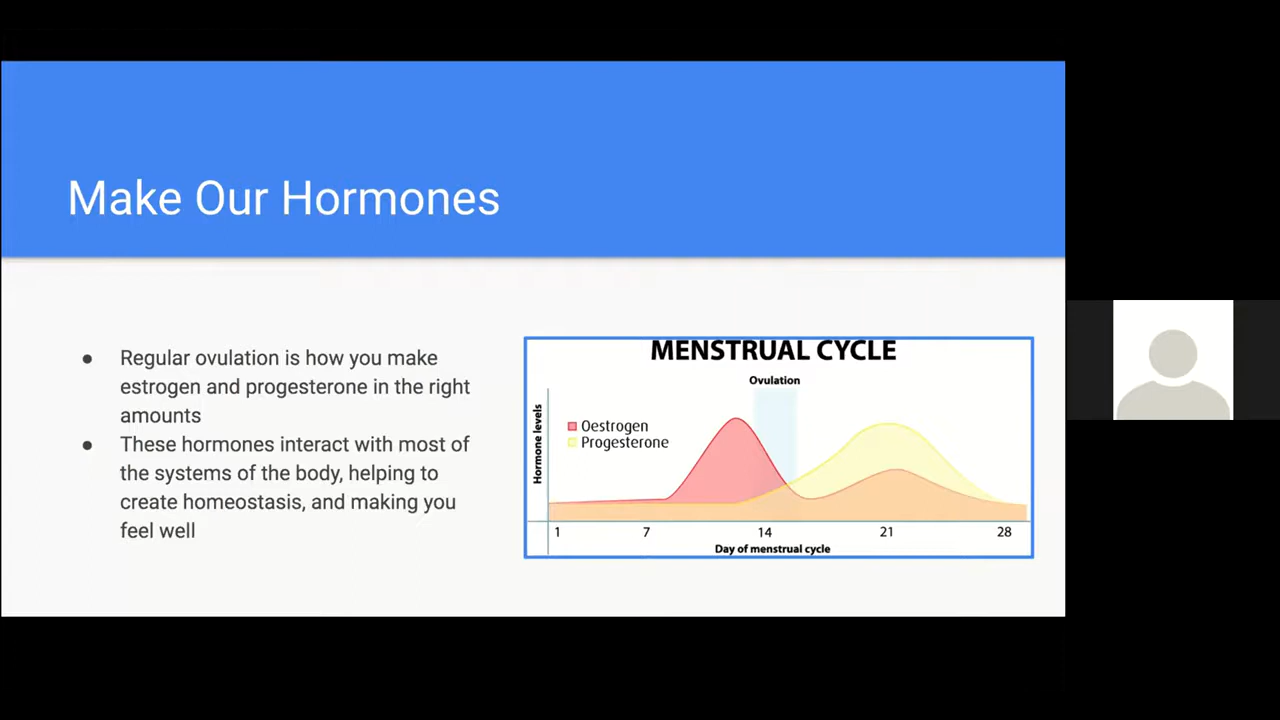 Make Our Hormones
● Regular ovulation is how you make
estrogen and progesterone in the right
amounts
● These hormones interact with most of
the systems of the body, helping to
create homeostasis, and making you
feel well
MENSTRUAL CYCLE
Ovulation
Hormone levels
Oestrogen
Progesterone
1 7 14 21 28
Day of menstrual cycle